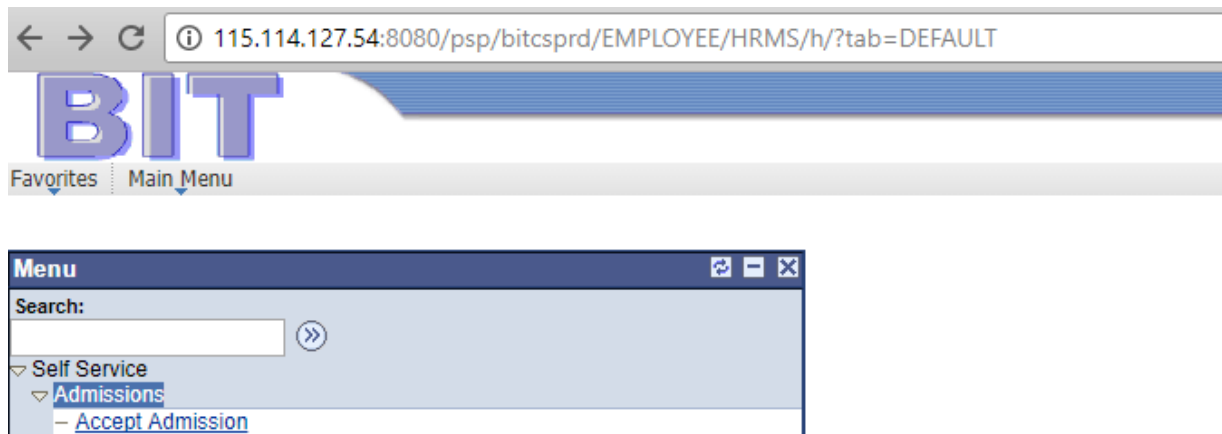 115.114.127.54:8080/psp/bitcsprd/EMPLOYEE/HRMS/h/?tab=DEFAULT
BIT
Favorites Main Menu
Menu
Search:
Self Service
Admissions
– Accept Admission